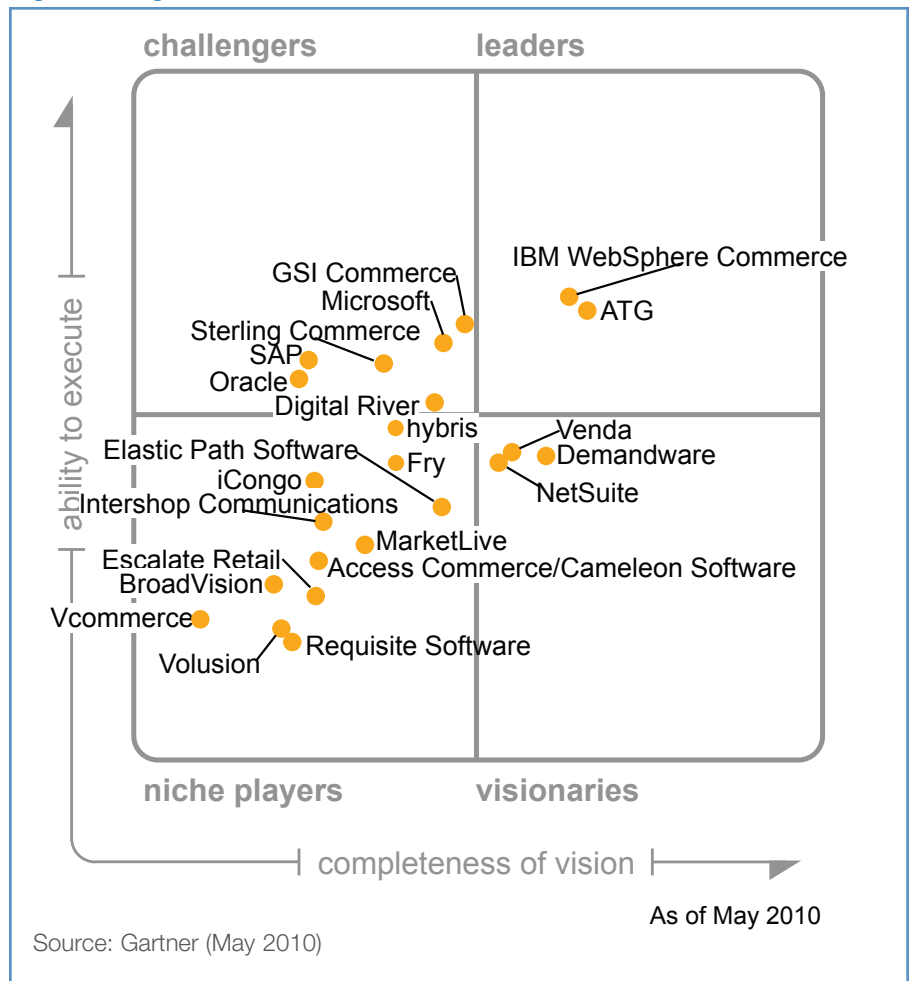 challengers
leaders
IBM WebSphere Commerce
GSI Commerce
Microsoft
ATG
Sterling Commerce
SAP
Oracle
Digital River
hybris
Venda
Elastic Path Software
Fry
Demandware
iCongo
NetSuite
Intershop Communications
MarketLive
Escalate Retail
Access Commerce/Cameleon Software
BroadVision
Vcommerce
Requisite Software
Volusion
niche players
visionaries
ability to execute
completeness of vision
As of May 2010
Source: Gartner (May 2010)